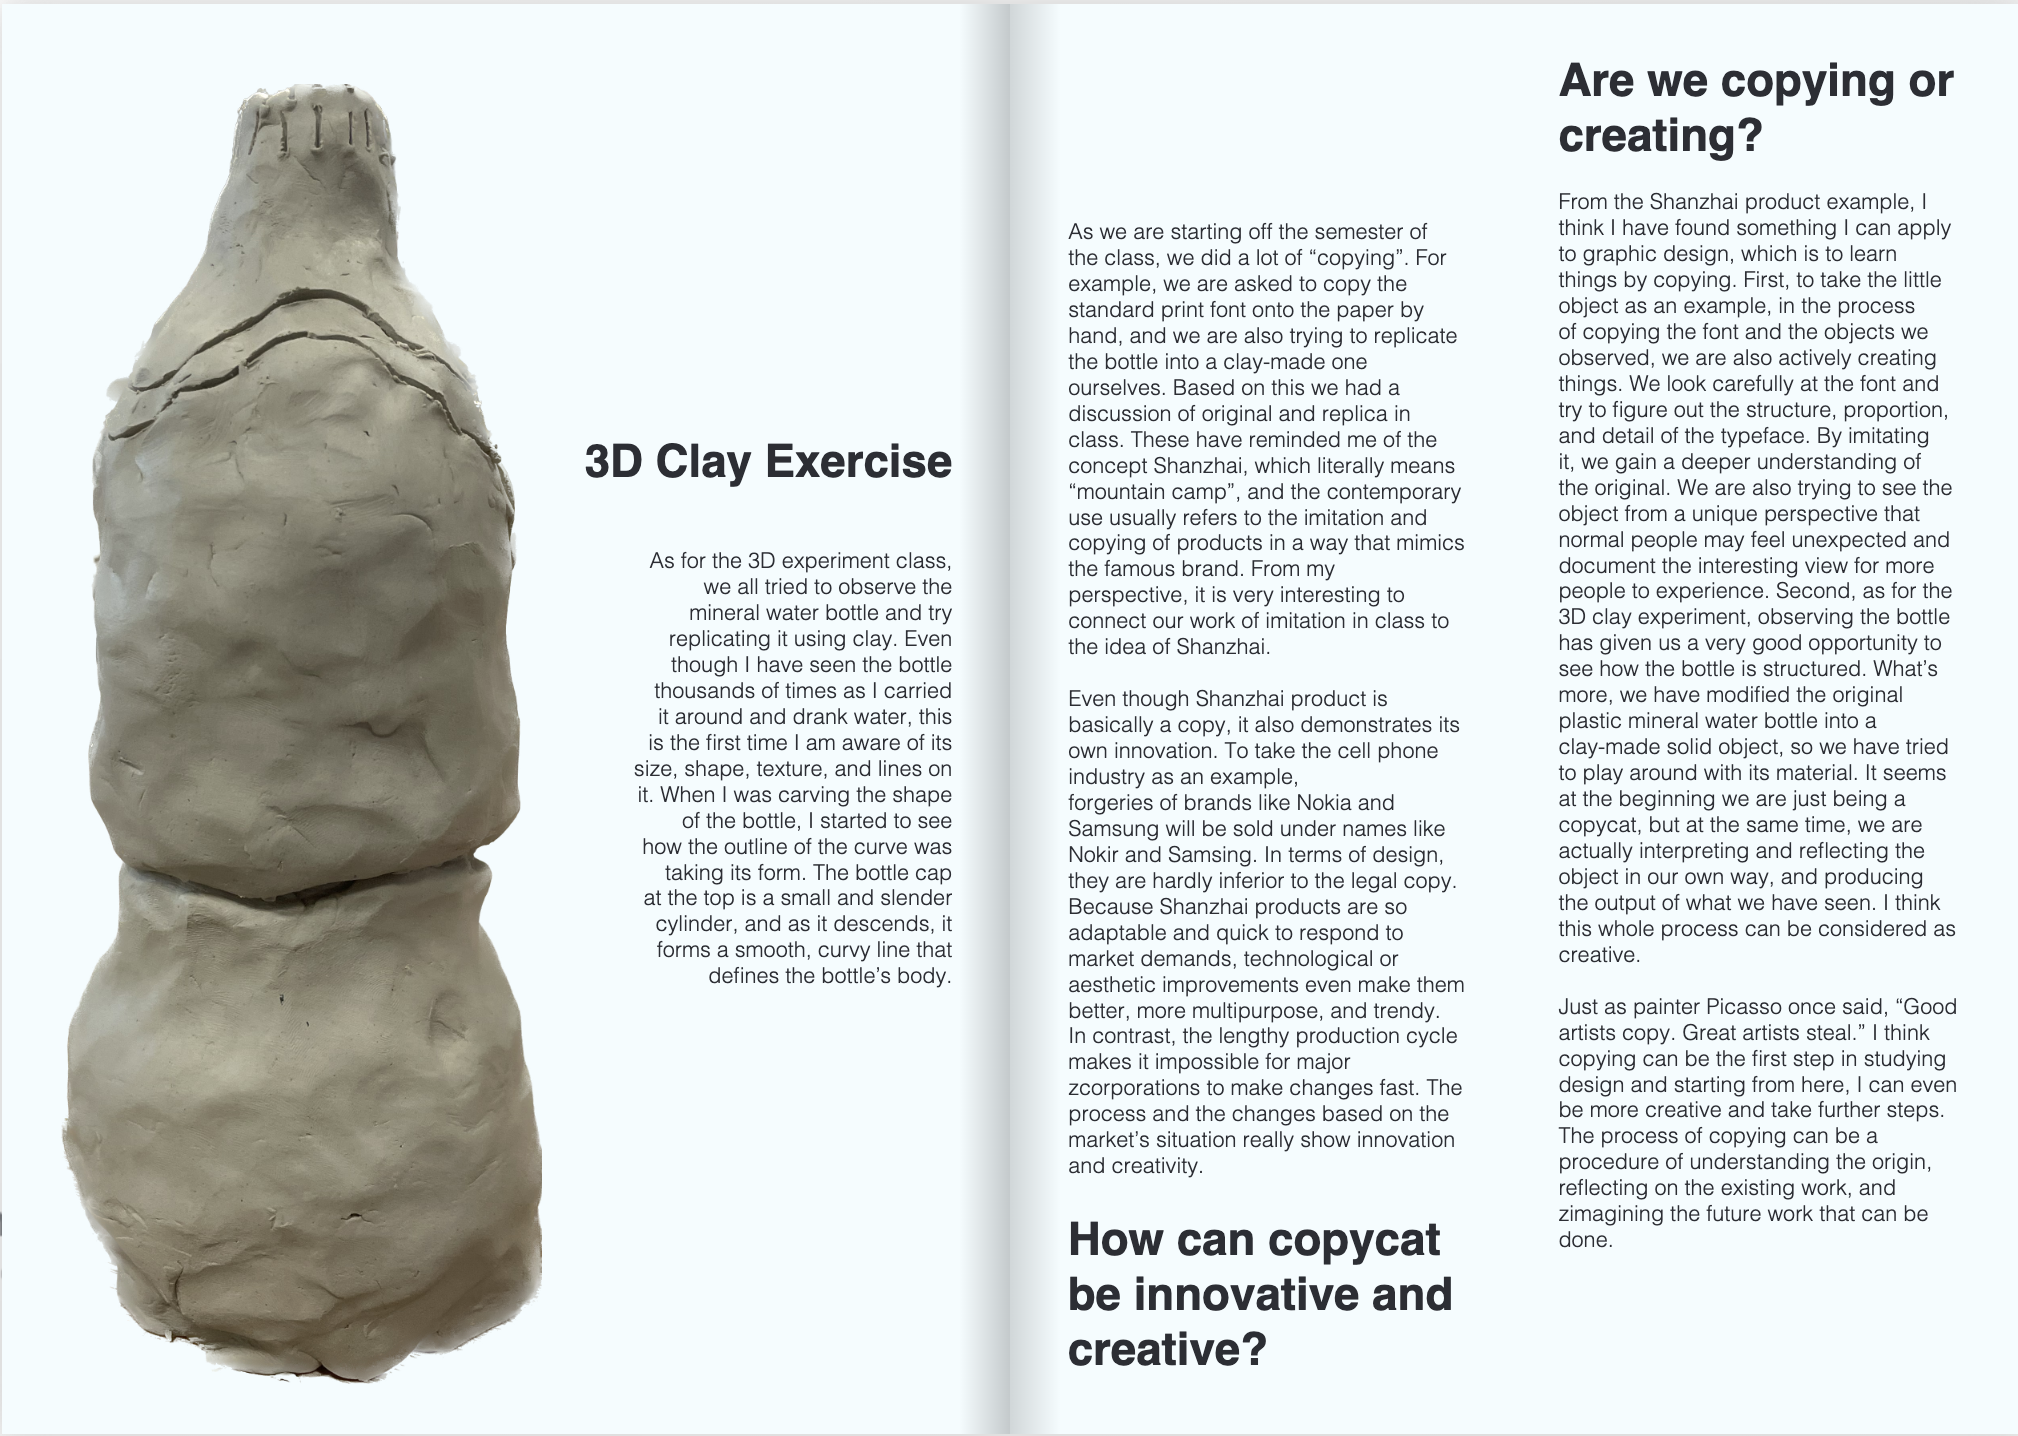 3D Clay Exercise
As for the 3D experiment class,
we all tried to observe the
mineral water bottle and try
replicating it using clay. Even
though I have seen the bottle
thousands of times as I carried
it around and drank water, this
is the first time I am aware of its
size, shape, texture, and lines on
it. When I was carving the shape
of the bottle, I started to see
how the outline of the curve was
taking its form. The bottle cap
at the top is a small and slender
cylinder, and as it descends, it
forms a smooth, curvy line that
defines the bottle’s body.
As we are starting off the semester of
the class, we did a lot of “copying”. For
example, we are asked to copy the
standard print font onto the paper by
hand, and we are also trying to replicate
the bottle into a clay-made one
ourselves. Based on this we had a
discussion of original and replica in
class. These have reminded me of the
concept Shanzhai, which literally means
“mountain camp”, and the contemporary
use usually refers to the imitation and
copying of products in a way that mimics
the famous brand. From my
perspective, it is very interesting to
connect our work of imitation in class to
the idea of Shanzhai.
Even though Shanzhai product is
basically a copy, it also demonstrates its
own innovation. To take the cell phone
industry as an example,
forgeries of brands like Nokia and
Samsung will be sold under names like
Nokir and Samsing. In terms of design,
they are hardly inferior to the legal copy.
Because Shanzhai products are so
adaptable and quick to respond to
market demands, technological or
aesthetic improvements even make them
better, more multipurpose, and trendy.
In contrast, the lengthy production cycle
makes it impossible for major
zcorporations to make changes fast. The
process and the changes based on the
market’s situation really show innovation
and creativity.
How can copycat
be innovative and
creative?
Are we copying or
creating?
From the Shanzhai product example, I
think I have found something I can apply
to graphic design, which is to learn
things by copying. First, to take the little
object as an example, in the process
of copying the font and the objects we
observed, we are also actively creating
things. We look carefully at the font and
try to figure out the structure, proportion,
and detail of the typeface. By imitating
it, we gain a deeper understanding of
the original. We are also trying to see the
object from a unique perspective that
normal people may feel unexpected and
document the interesting view for more
people to experience. Second, as for the
3D clay experiment, observing the bottle
has given us a very good opportunity to
see how the bottle is structured. What’s
more, we have modified the original
plastic mineral water bottle into a
clay-made solid object, so we have tried
to play around with its material. It seems
at the beginning we are just being a
copycat, but at the same time, we are
actually interpreting and reflecting the
object in our own way, and producing
the output of what we have seen. I think
this whole process can be considered as
creative.
Just as painter Picasso once said, “Good
artists copy. Great artists steal.” I think
copying can be the first step in studying
design and starting from here, I can even
be more creative and take further steps.
The process of copying can be a
procedure of understanding the origin,
reflecting on the existing work, and
zimagining the future work that can be
done.